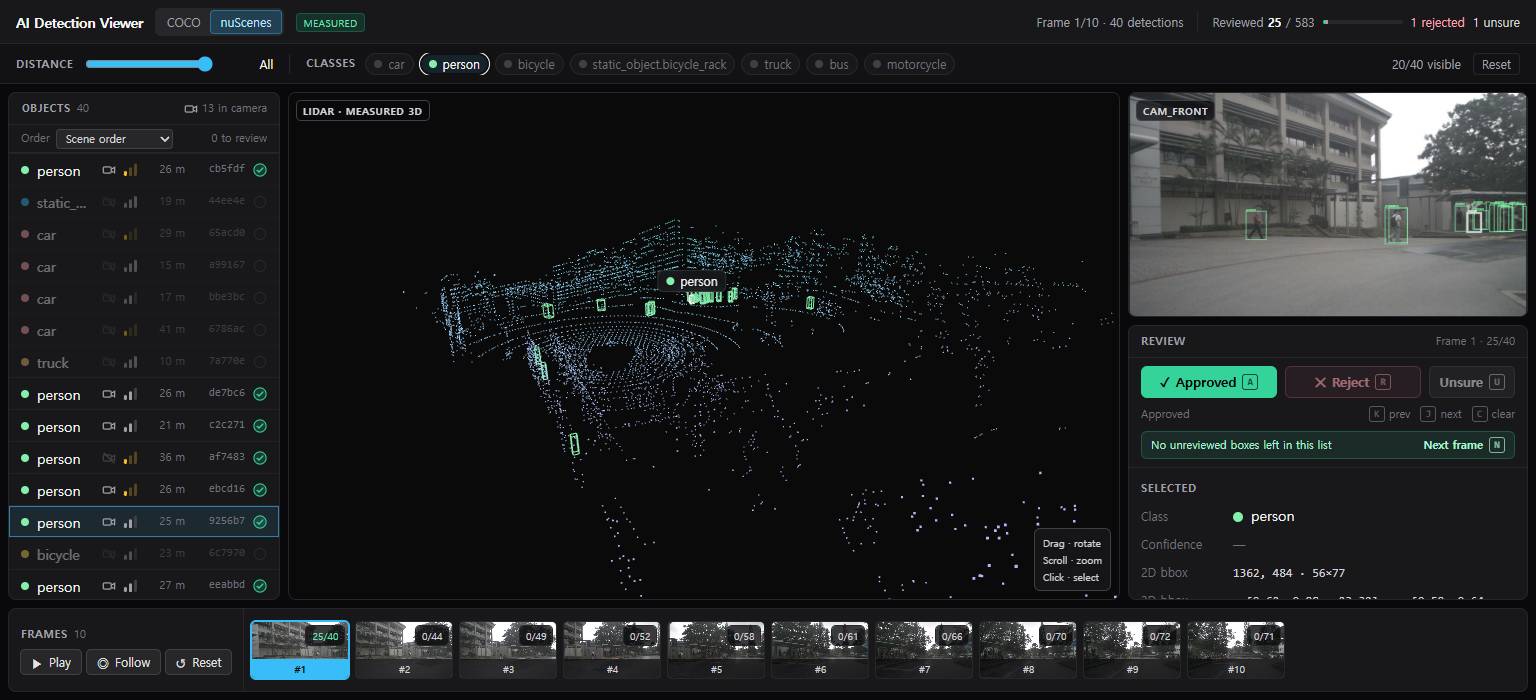 AI Detection Viewer COCO nuScenes MEASURED Frame 1/10 · 40 detections Reviewed 25 / 583 1 rejected 1 unsure
DISTANCE All CLASSES car person bicycle static_object.bicycle_rack truck bus motorcycle 20/40 visible Reset
OBJECTS 40 13 in camera
Order Scene order 0 to review
person 26 m cb5fdf
static_... 19 m 44ee4e
car 29 m 65acd0
car 15 m a99167
car 17 m bbe3bc
car 41 m 6786ac
truck 10 m 7a770e
person 26 m de7bc6
person 21 m c2c271
person 36 m af7483
person 26 m ebcd16
person 25 m 9256b7
bicycle 23 m 6c7970
person 27 m eeabbd
LIDAR · MEASURED 3D
person
Drag · rotate
Scroll · zoom
Click · select
CAM_FRONT
REVIEW Frame 1 · 25/40
✓ Approved A ✕ Reject R Unsure U
Approved K prev J next C clear
No unreviewed boxes left in this list Next frame N
SELECTED
Class person
Confidence —
2D bbox 1362, 484 · 56×77
FRAMES 10
Play Follow Reset
25/40 0/44 0/49 0/52 0/58 0/61 0/66 0/70 0/72 0/71
#1 #2 #3 #4 #5 #6 #7 #8 #9 #10